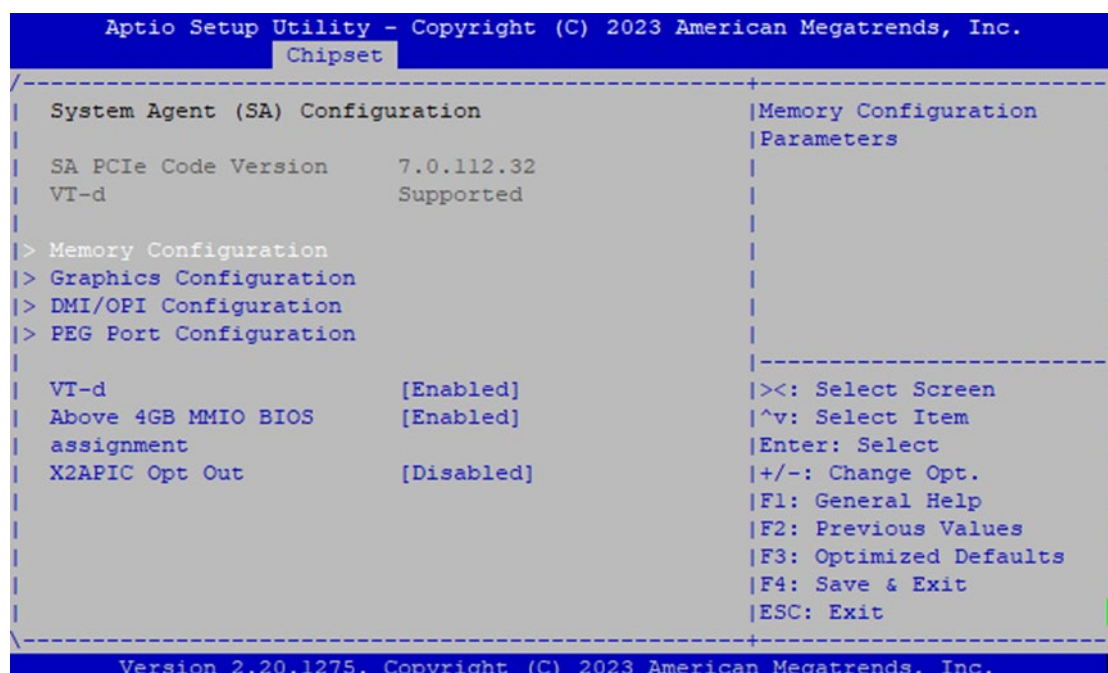 Aptio Setup Utility - Copyright (C) 2023 American Megatrends, Inc.
Chipset
System Agent (SA) Configuration
SA PCIe Code Version 7.0.112.32
VT-d Supported
> Memory Configuration
> Graphics Configuration
> DMI/OPI Configuration
> PEG Port Configuration
VT-d [Enabled]
Above 4GB MMIO BIOS [Enabled]
assignment
X2APIC Opt Out [Disabled]
Memory Configuration
Parameters
><: Select Screen
^v: Select Item
Enter: Select
+/-: Change Opt.
F1: General Help
F2: Previous Values
F3: Optimized Defaults
F4: Save & Exit
ESC: Exit
Version 2.20.1275. Copyright (C) 2023 American Megatrends, Inc.